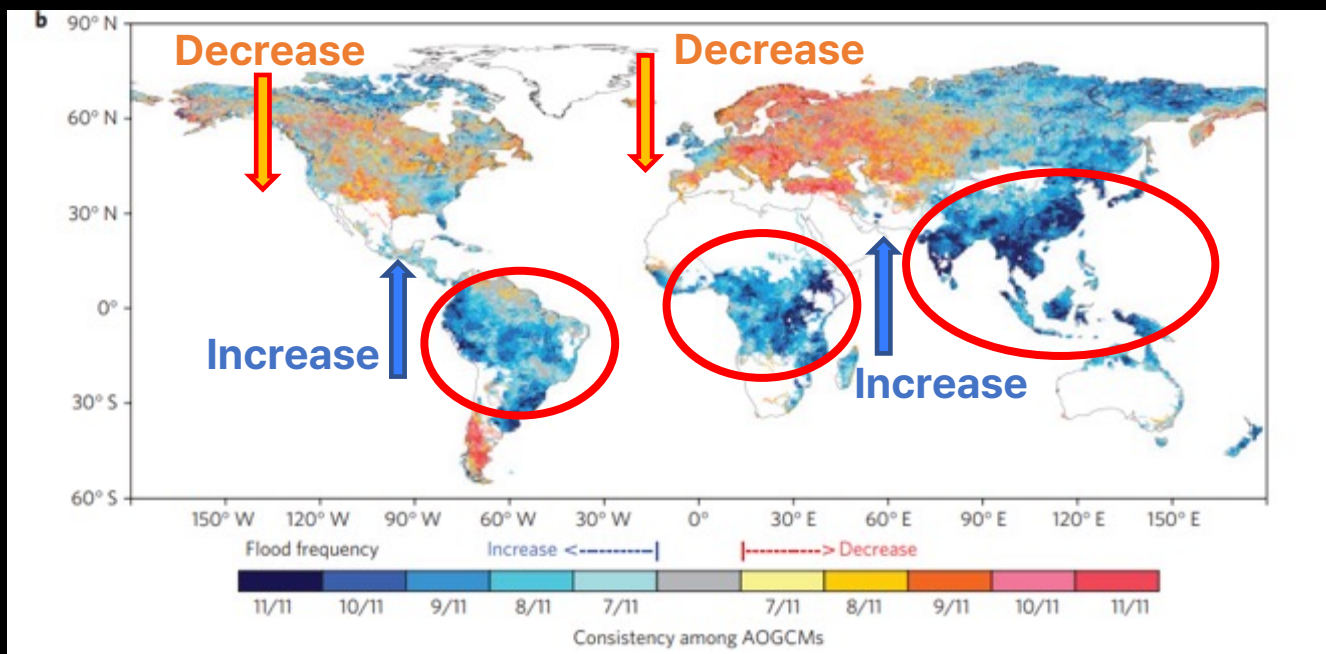 b
90° N
Decrease
Decrease
60° N
30° N
0°
Increase
Increase
30° S
60° S
150° W 120° W 90° W 60° W 30° W 0° 30° E 60° E 90° E 120° E 150° E
Flood frequency Increase <----------| |----------> Decrease
11/11 10/11 9/11 8/11 7/11 7/11 8/11 9/11 10/11 11/11
Consistency among AOGCMs